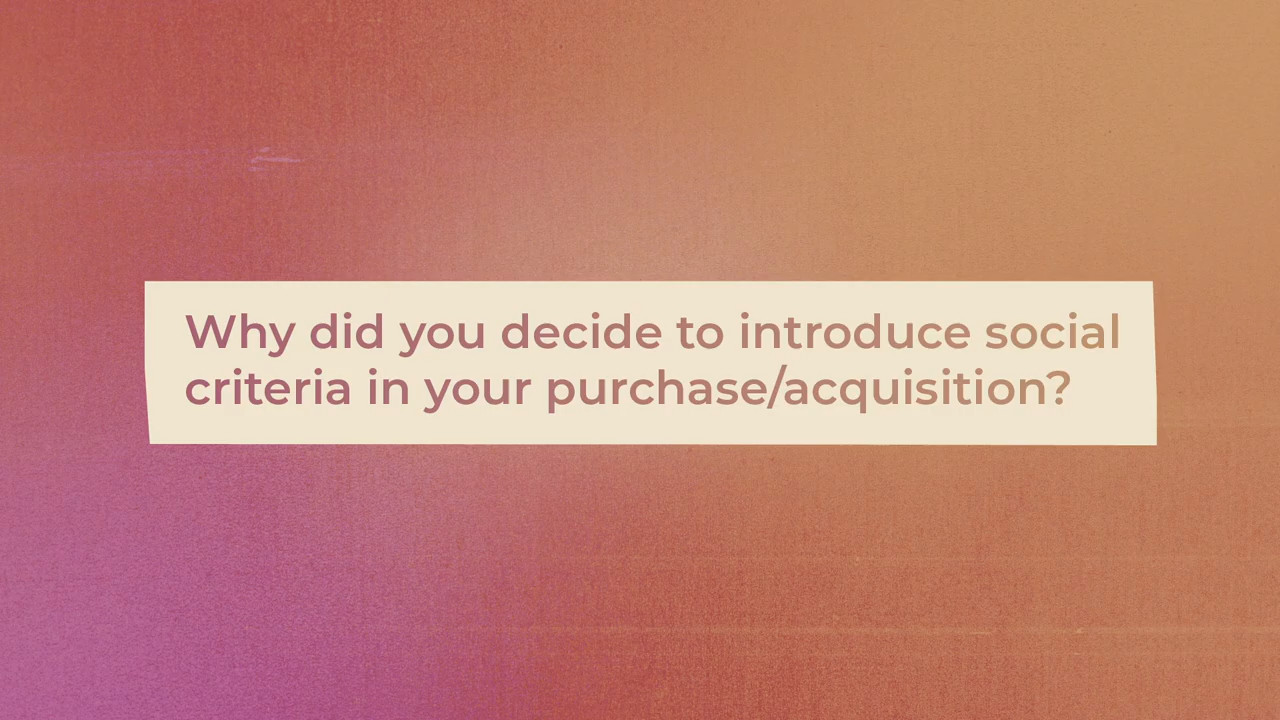 Why did you decide to introduce social
criteria in your purchase/acquisition?